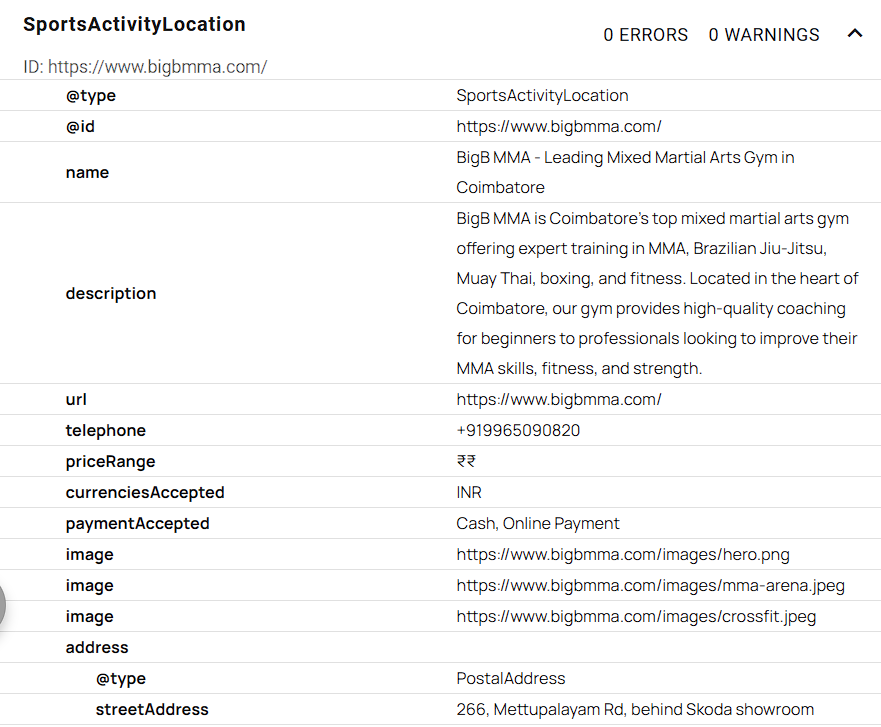 SportsActivityLocation
0 ERRORS 0 WARNINGS
ID: https://www.bigbmma.com/
@type SportsActivityLocation
@id https://www.bigbmma.com/
name BigB MMA - Leading Mixed Martial Arts Gym in
Coimbatore
description BigB MMA is Coimbatore's top mixed martial arts gym
offering expert training in MMA, Brazilian Jiu-Jitsu,
Muay Thai, boxing, and fitness. Located in the heart of
Coimbatore, our gym provides high-quality coaching
for beginners to professionals looking to improve their
MMA skills, fitness, and strength.
url https://www.bigbmma.com/
telephone +919965090820
priceRange ₹₹
currenciesAccepted INR
paymentAccepted Cash, Online Payment
image https://www.bigbmma.com/images/hero.png
image https://www.bigbmma.com/images/mma-arena.jpeg
image https://www.bigbmma.com/images/crossfit.jpeg
address
@type PostalAddress
streetAddress 266, Mettupalayam Rd, behind Skoda showroom